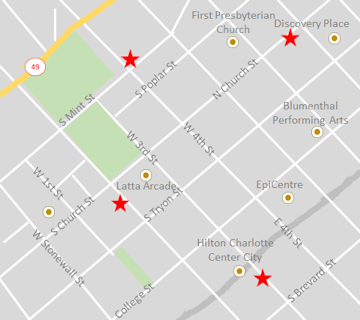 First Presbyterian
Church
Discovery Place
49
S Poplar St
N Church St
S Mint St
Blumenthal
Performing Arts
W 3rd St
W 4th St
W 1st St
Latta Arcade
EpiCentre
S Church St
S Tryon St
E 4th St
W Stonewall St
Hilton Charlotte
Center City
College St
S Brevard St